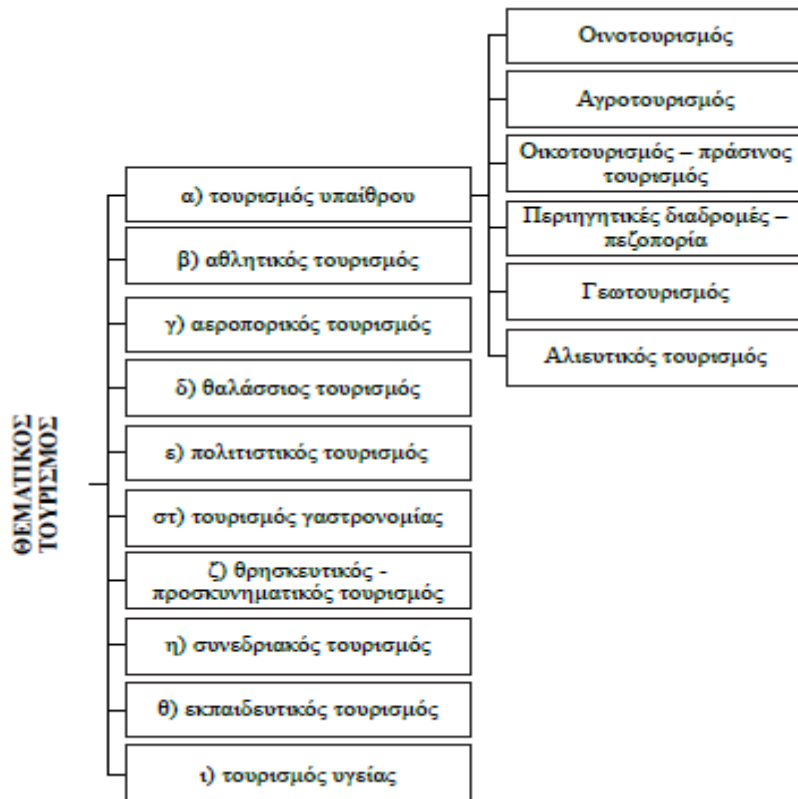 ΘΕΜΑΤΙΚΟΣ
ΤΟΥΡΙΣΜΟΣ
α) τουρισμός υπαίθρου
β) αθλητικός τουρισμός
γ) αεροπορικός τουρισμός
δ) θαλάσσιος τουρισμός
ε) πολιτιστικός τουρισμός
στ) τουρισμός γαστρονομίας
ζ) θρησκευτικός -
προσκυνηματικός τουρισμός
η) συνεδριακός τουρισμός
θ) εκπαιδευτικός τουρισμός
ι) τουρισμός υγείας
Οινοτουρισμός
Αγροτουρισμός
Οικοτουρισμός – πράσινος
τουρισμός
Περιηγητικές διαδρομές –
πεζοπορία
Γεωτουρισμός
Αλιευτικός τουρισμός